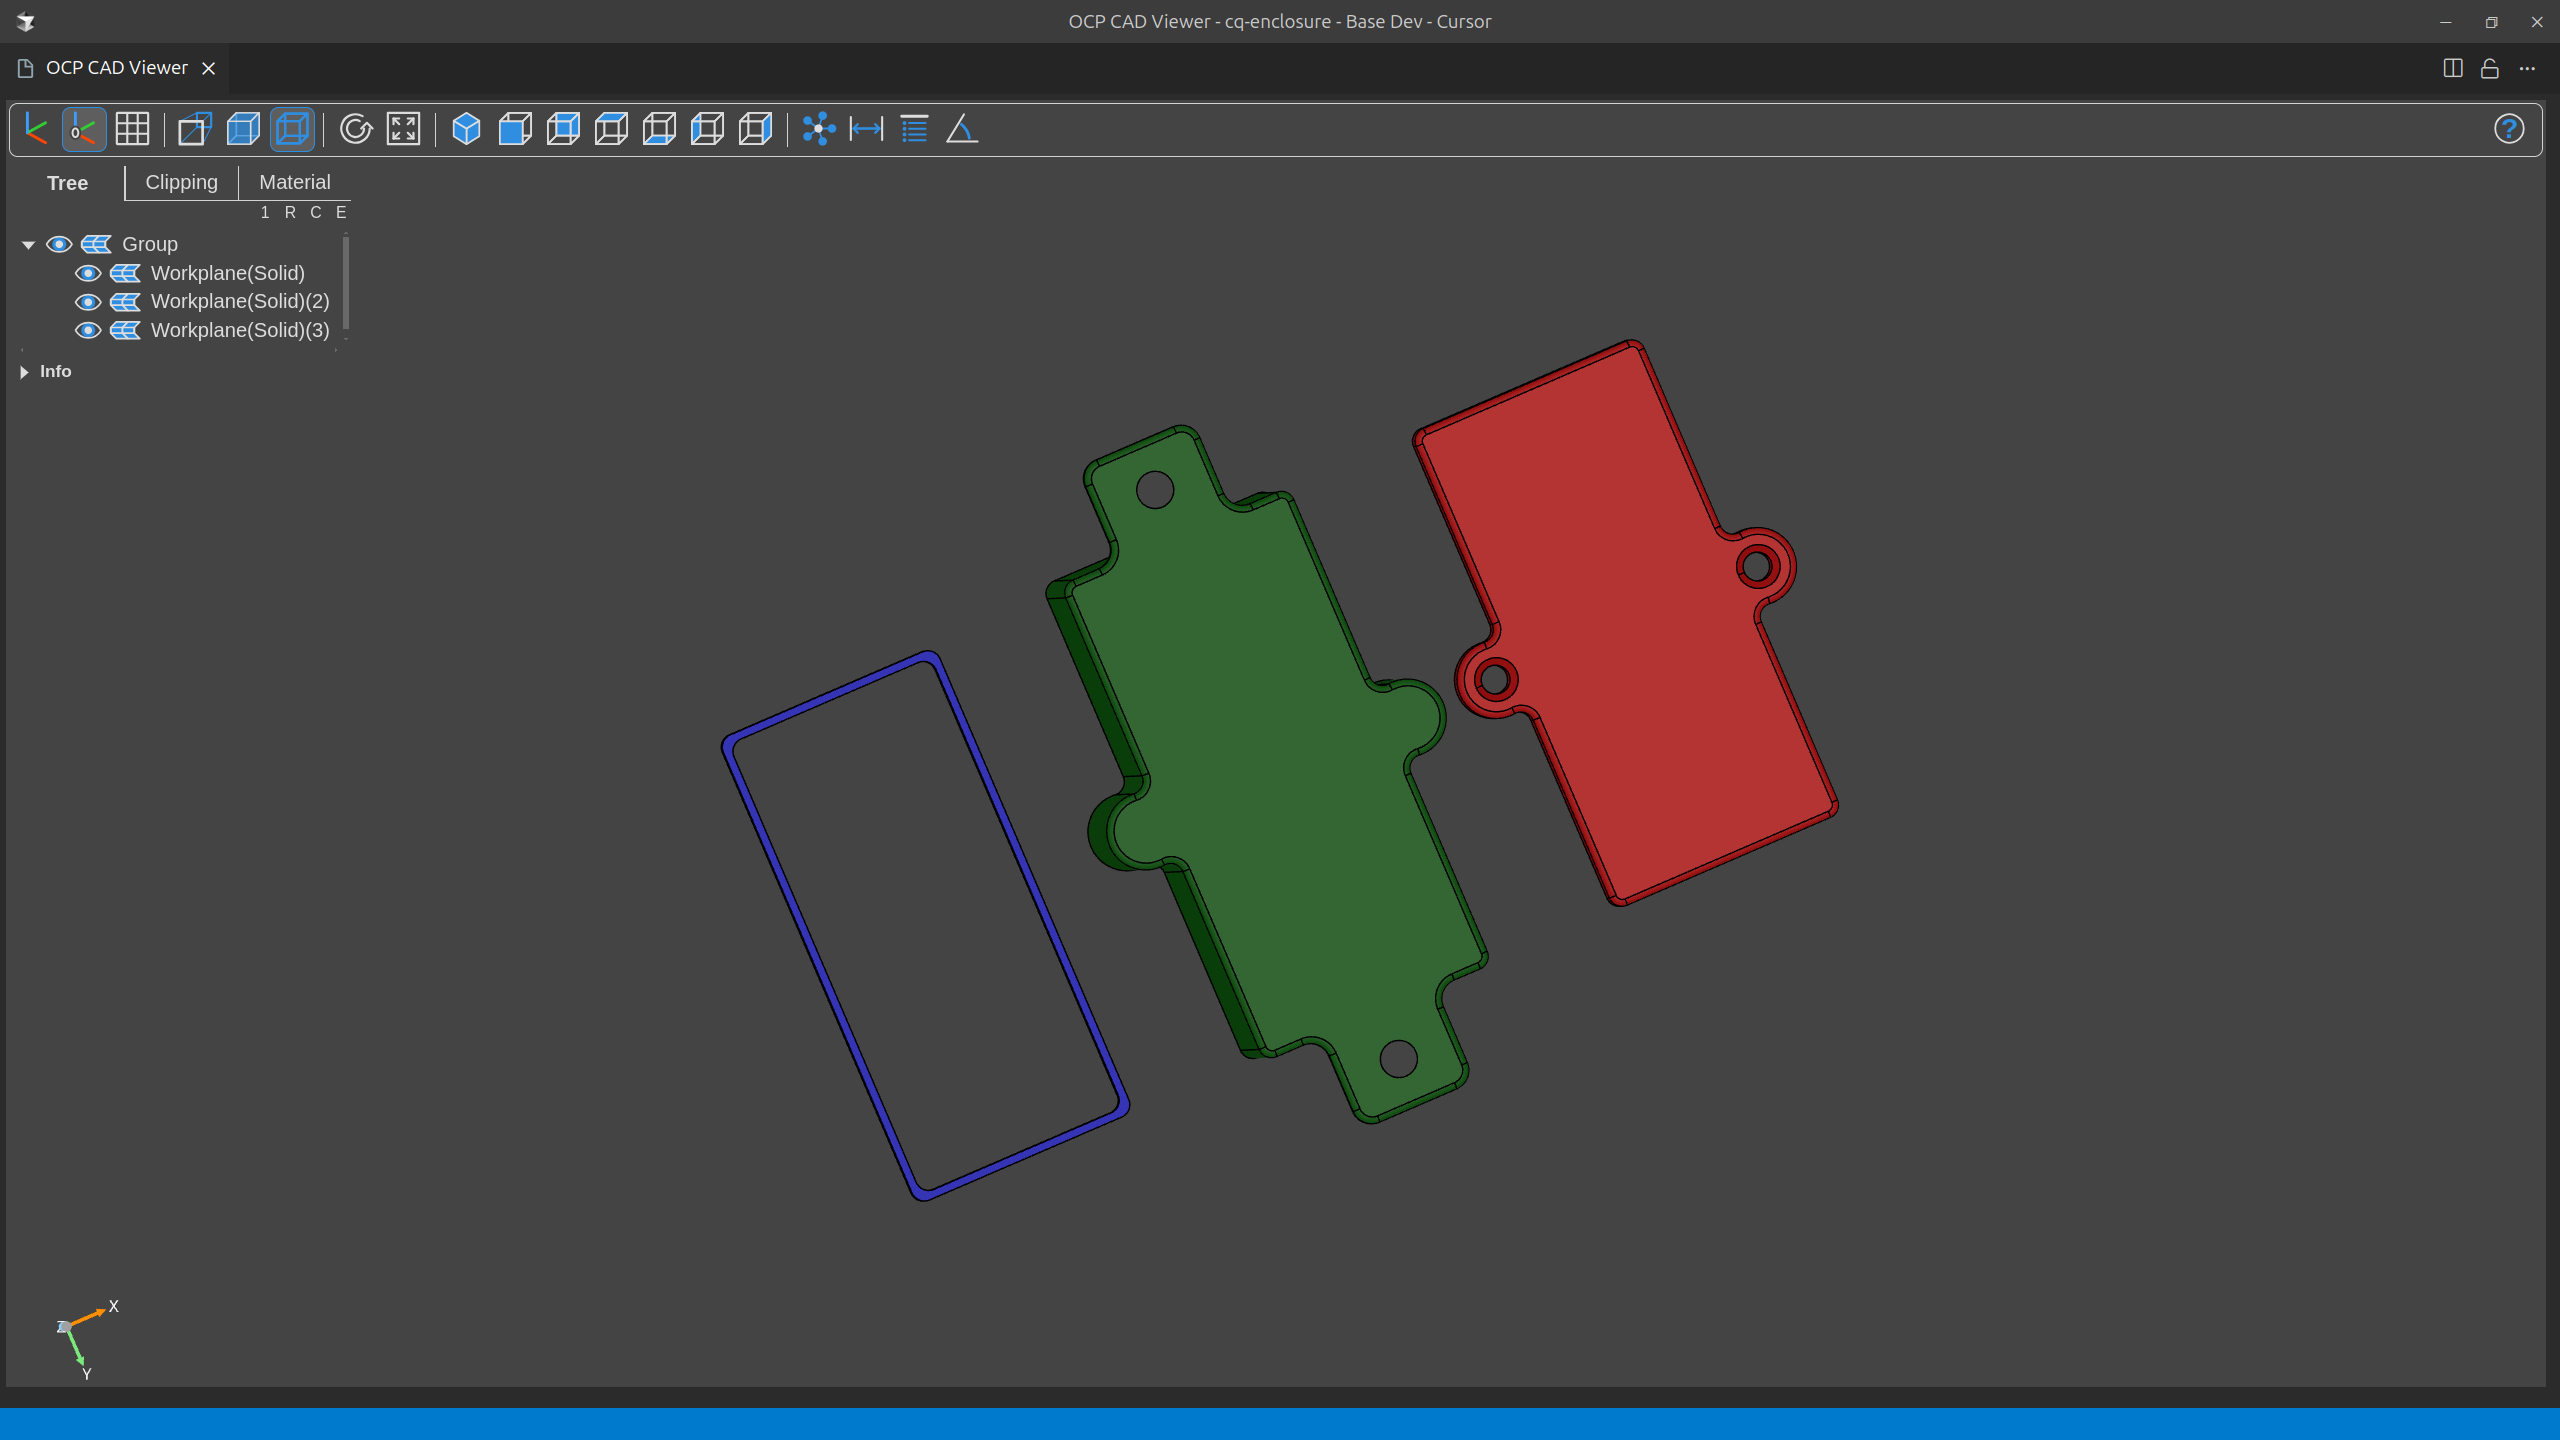 OCP CAD Viewer - cq-enclosure - Base Dev - Cursor
OCP CAD Viewer
0
?
Tree Clipping Material
1 R C E
Group
Workplane(Solid)
Workplane(Solid)(2)
Workplane(Solid)(3)
Info
X
Z
Y